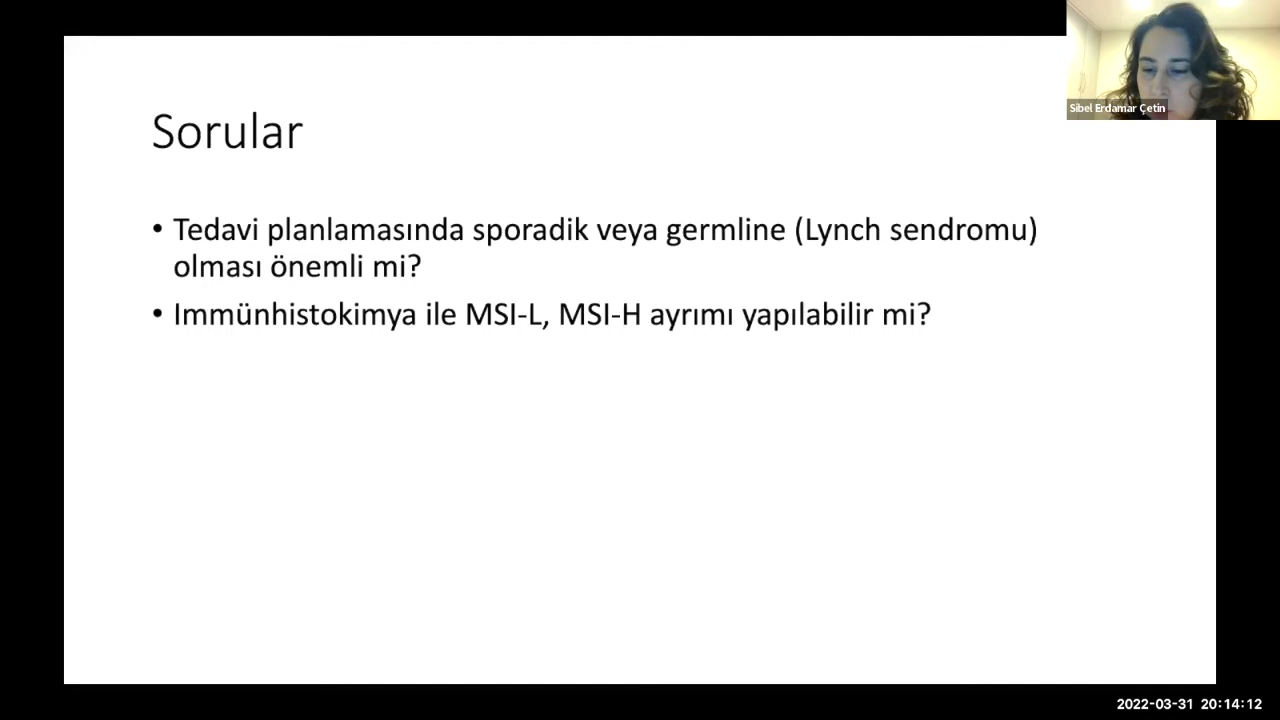 Sibel Erdamar Çetin
Sorular
• Tedavi planlamasında sporadik veya germline (Lynch sendromu)
olması önemli mi?
• Immünhistokimya ile MSI-L, MSI-H ayrımı yapılabilir mi?
2022-03-31 20:14:12